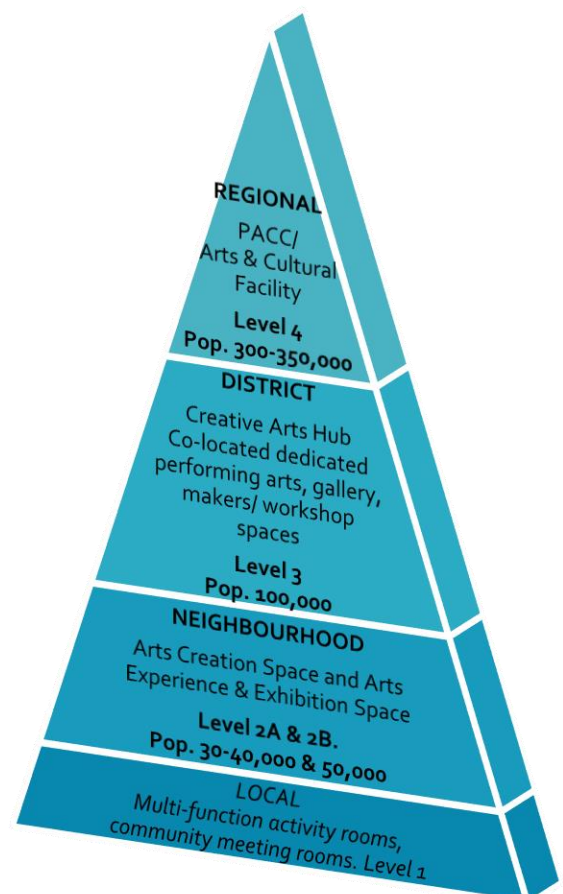 REGIONAL
PACC/
Arts & Cultural
Facility
Level 4
Pop. 300-350,000
DISTRICT
Creative Arts Hub
Co-located dedicated
performing arts, gallery,
makers/ workshop
spaces
Level 3
Pop. 100,000
NEIGHBOURHOOD
Arts Creation Space and Arts
Experience & Exhibition Space
Level 2A & 2B.
Pop. 30-40,000 & 50,000
LOCAL
Multi-function activity rooms,
community meeting rooms. Level 1